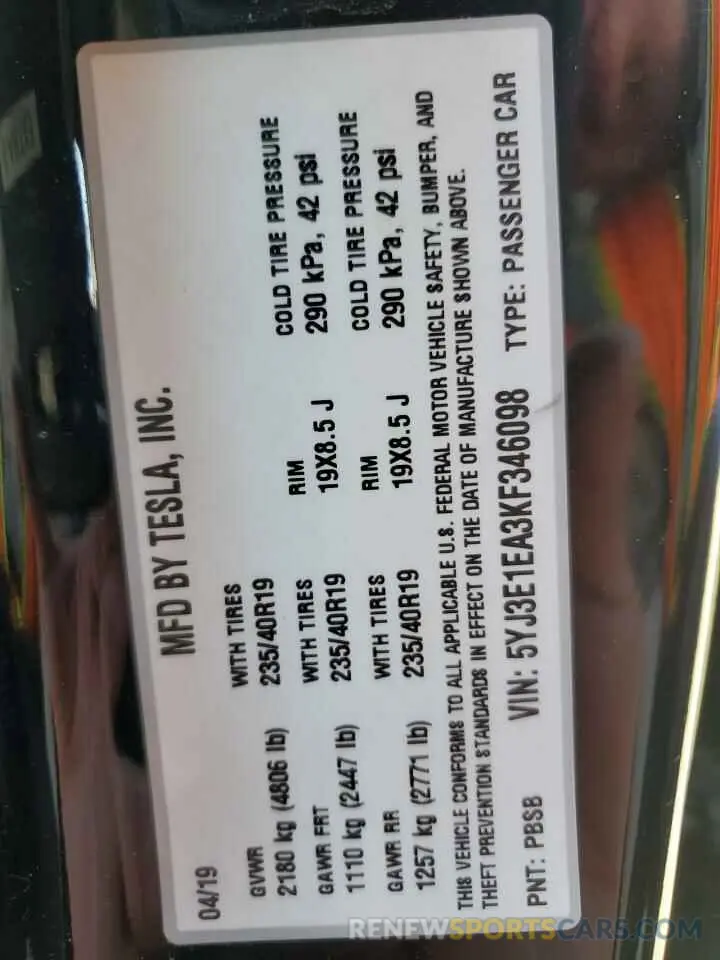 MFD BY TESLA, INC.
04/19
GVWR WITH TIRES
2180 kg (4806 lb) 235/40R19
GAWR FRT WITH TIRES RIM COLD TIRE PRESSURE
1110 kg (2447 lb) 235/40R19 19X8.5 J 290 kPa, 42 psi
GAWR RR WITH TIRES RIM COLD TIRE PRESSURE
1257 kg (2771 lb) 235/40R19 19X8.5 J 290 kPa, 42 psi
THIS VEHICLE CONFORMS TO ALL APPLICABLE U.S. FEDERAL MOTOR VEHICLE SAFETY, BUMPER, AND
THEFT PREVENTION STANDARDS IN EFFECT ON THE DATE OF MANUFACTURE SHOWN ABOVE.
PNT: PBSB VIN: 5YJ3E1EA3KF346098 TYPE: PASSENGER CAR
RENEWSPORTSCARS.COM